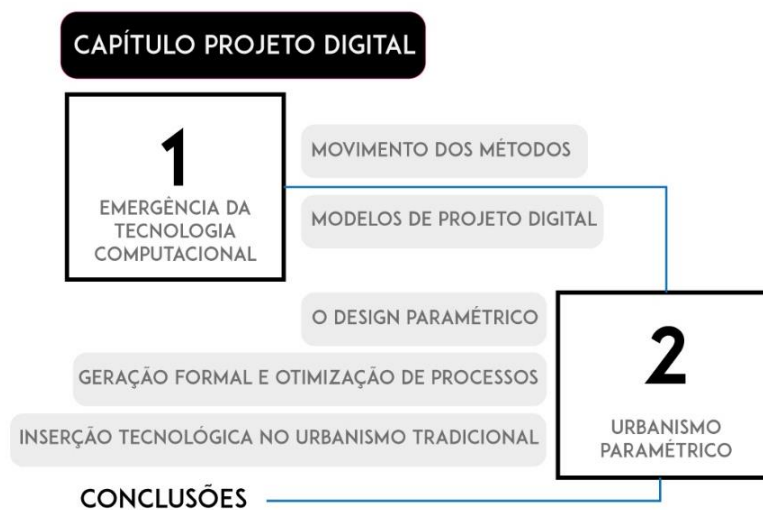 CAPÍTULO PROJETO DIGITAL
1
EMERGÊNCIA DA
TECNOLOGIA
COMPUTACIONAL
MOVIMENTO DOS MÉTODOS
MODELOS DE PROJETO DIGITAL
O DESIGN PARAMÉTRICO
GERAÇÃO FORMAL E OTIMIZAÇÃO DE PROCESSOS
INSERÇÃO TECNOLÓGICA NO URBANISMO TRADICIONAL
2
URBANISMO
PARAMÉTRICO
CONCLUSÕES